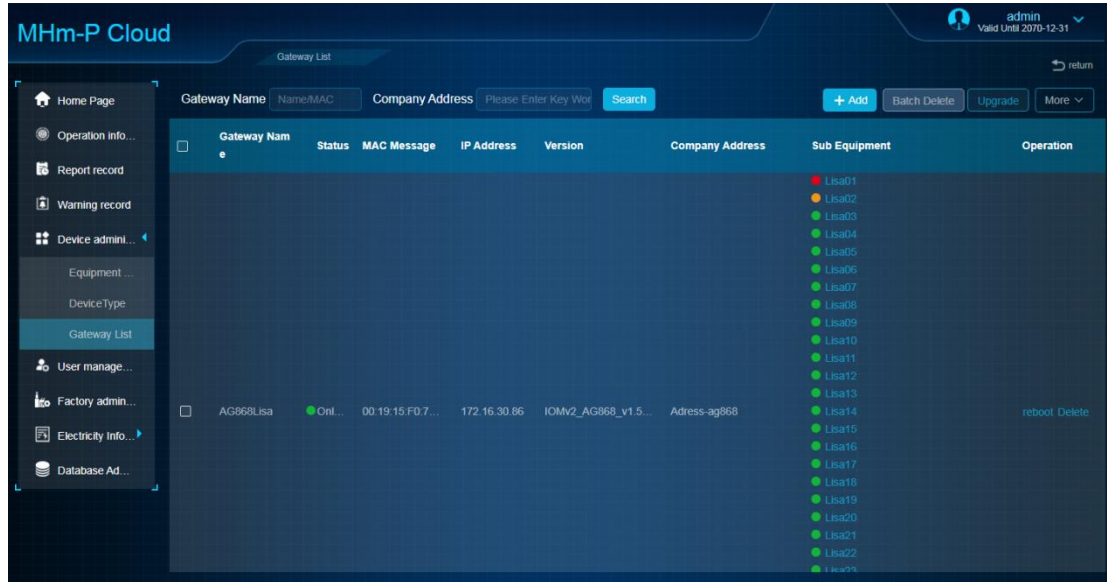 MHm-P Cloud
admin
Valid Until 2070-12-31
Gateway List
return
Home Page
Operation info...
Report record
Warning record
Device admini...
Equipment ...
DeviceType
Gateway List
User manage...
Factory admin...
Electricity Info...
Database Ad...
Gateway Name Name/MAC Company Address Please Enter Key Wor Search + Add Batch Delete Upgrade More
Gateway Nam
e
Status MAC Message IP Address Version Company Address Sub Equipment Operation
Lisa01
Lisa02
Lisa03
Lisa04
Lisa05
Lisa06
Lisa07
Lisa08
Lisa09
Lisa10
Lisa11
Lisa12
Lisa13
AG868Lisa Onl... 00:19:15:F0:7... 172.16.30.86 IOMv2_AG868_v1.5... Adress-ag868 Lisa14 reboot Delete
Lisa15
Lisa16
Lisa17
Lisa18
Lisa19
Lisa20
Lisa21
Lisa22
Lisa23